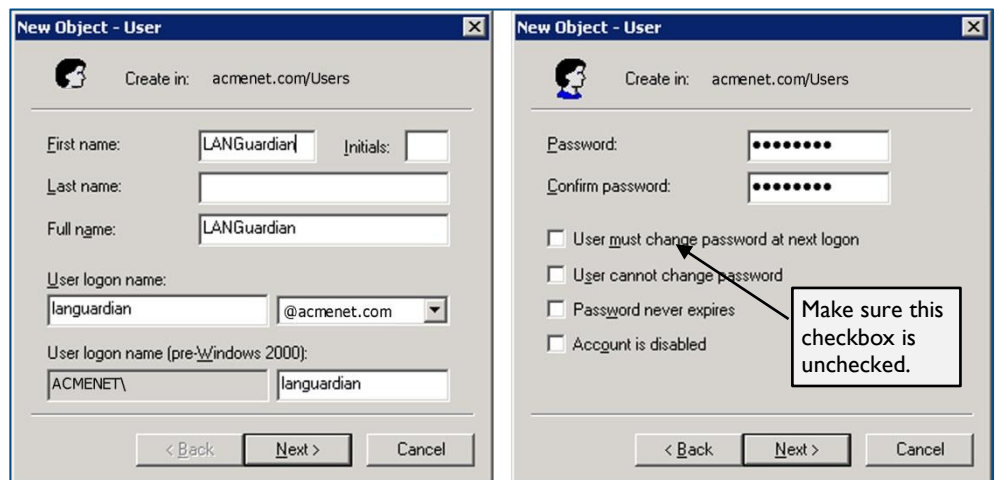 New Object - User
Create in: acmenet.com/Users
First name: LANGuardian Initials:
Last name:
Full name: LANGuardian
User logon name:
languardian @acmenet.com
User logon name (pre-Windows 2000):
ACMENET\ languardian
< Back Next > Cancel
New Object - User
Create in: acmenet.com/Users
Password: ●●●●●●●●
Confirm password: ●●●●●●●●
User must change password at next logon
User cannot change password
Password never expires
Account is disabled
Make sure this
checkbox is
unchecked.
< Back Next > Cancel